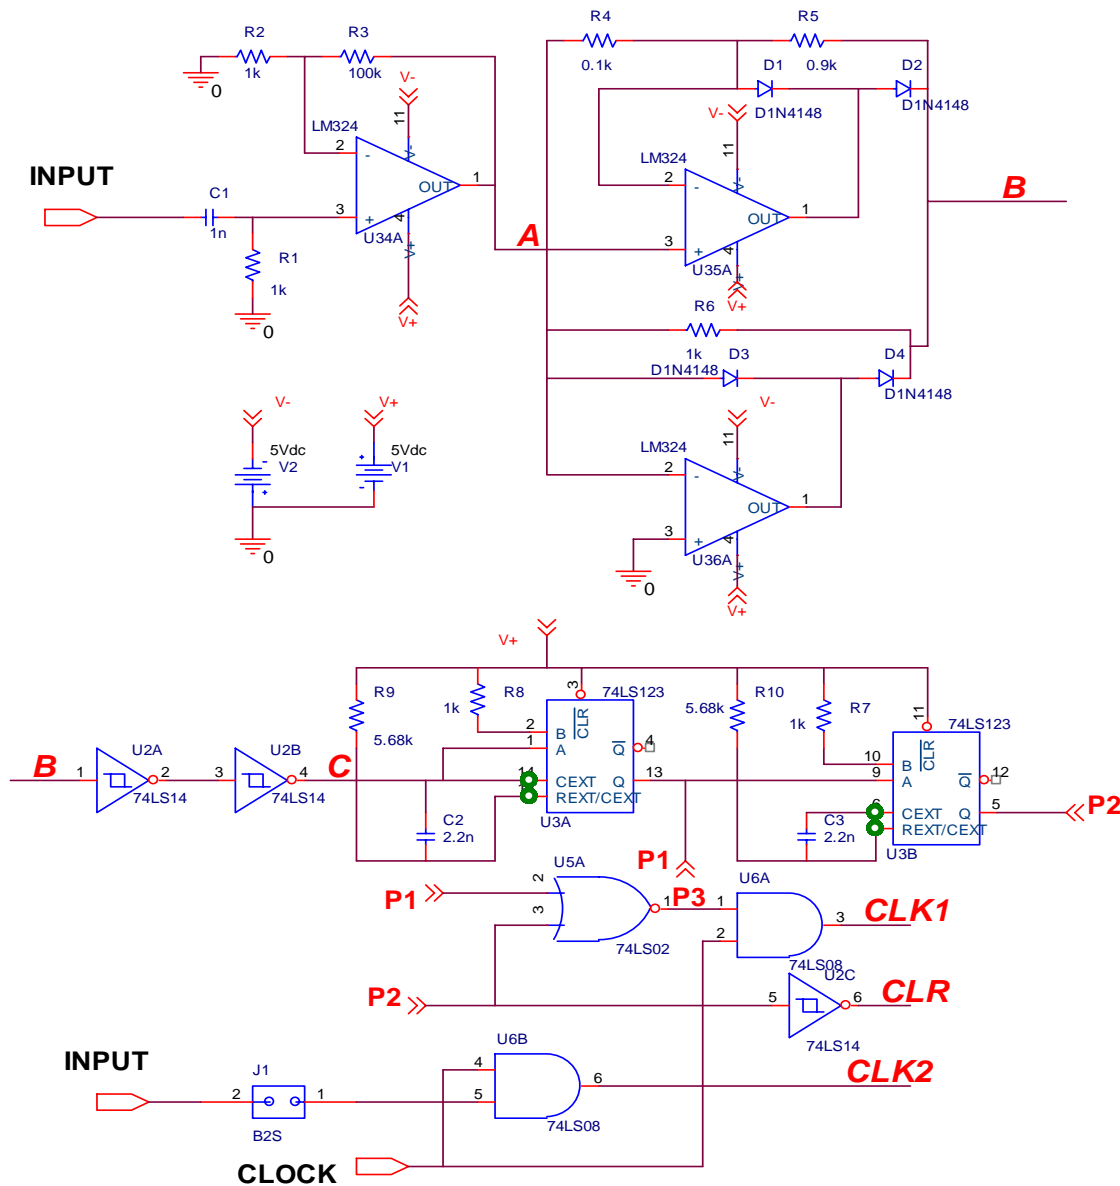 R2
1k
R3
100k
0
V-
11
LM324
2
-
V-
OUT
1
INPUT
C1
1n
3
+
4
V+
U34A
R1
1k
0
V+
A
R4
0.1k
R5
0.9k
D1
D1N4148
D2
D1N4148
V-
11
LM324
2
-
V-
OUT
1
B
3
+
4
V+
U35A
V+
R6
1k
D3
D1N4148
D4
D1N4148
V-
V+
5Vdc
V2
5Vdc
V1
-
+
+
-
0
V-
11
LM324
2
-
V-
OUT
1
3
+
4
V+
U36A
0
V+
V+
R9
5.68k
R8
1k
3
74LS123
2
1
B
A
CLR
Q
4
14
CEXT
REXT/CEXT
Q
13
U3A
R10
5.68k
R7
1k
11
74LS123
10
9
B
A
CLR
Q
12
6
CEXT
REXT/CEXT
Q
5
U3B
P2
B
1
U2A
2
74LS14
3
U2B
4
74LS14
C
C2
2.2n
C3
2.2n
P1
P1
U5A
2
3
1
P3
74LS02
U6A
1
2
3
CLK1
74LS08
P2
U2C
5
6
CLR
74LS14
INPUT
J1
2
1
B2S
U6B
4
5
6
CLK2
74LS08
CLOCK